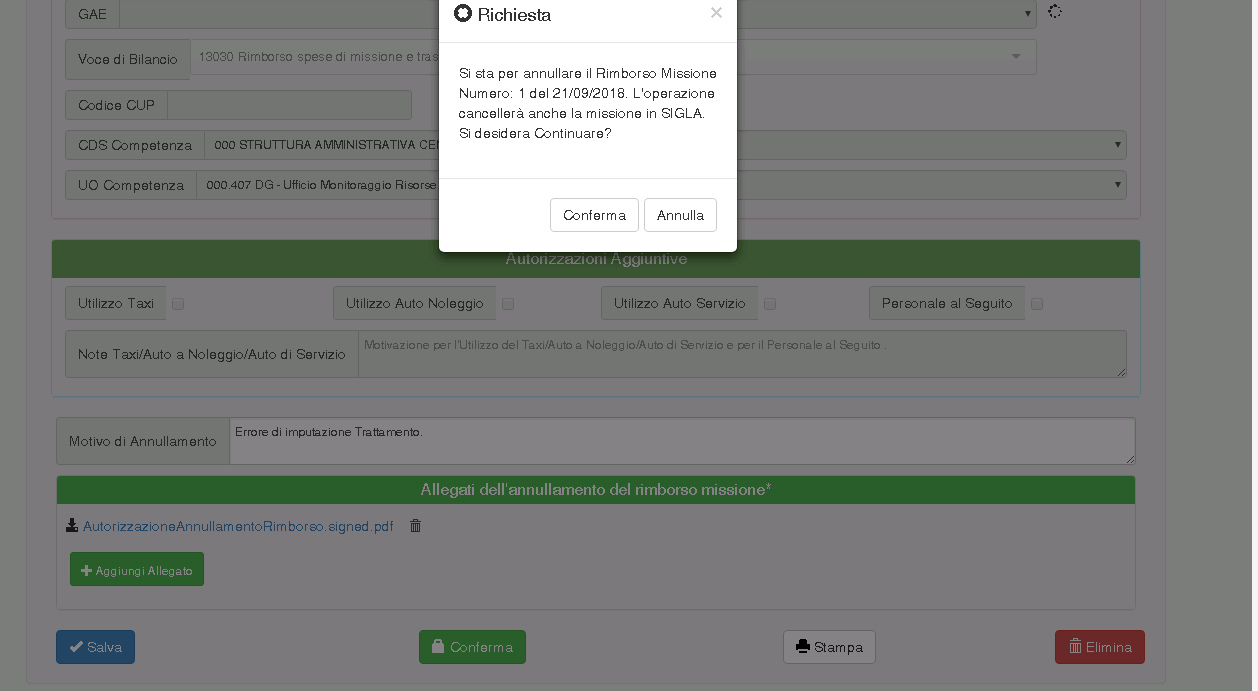 GAE
Richiesta
×
Voce di Bilancio
13030 Rimborso spese di missione e tras
Si sta per annullare il Rimborso Missione
Numero: 1 del 21/09/2018. L'operazione
cancellerà anche la missione in SIGLA.
Si desidera Continuare?
Codice CUP
CDS Competenza
000 STRUTTURA AMMINISTRATIVA CEN
UO Competenza
000.407 DG - Ufficio Monitoraggio Risorse
Conferma
Annulla
Autorizzazioni Aggiuntive
Utilizzo Taxi
Utilizzo Auto Noleggio
Utilizzo Auto Servizio
Personale al Seguito
Note Taxi/Auto a Noleggio/Auto di Servizio
Motivazione per l'Utilizzo del Taxi/Auto a Noleggio/Auto di Servizio e per il Personale al Seguito .
Motivo di Annullamento
Errore di imputazione Trattamento.
Allegati dell'annullamento del rimborso missione*
AutorizzazioneAnnullamentoRimborso.signed.pdf
Aggiungi Allegato
Salva
Conferma
Stampa
Elimina